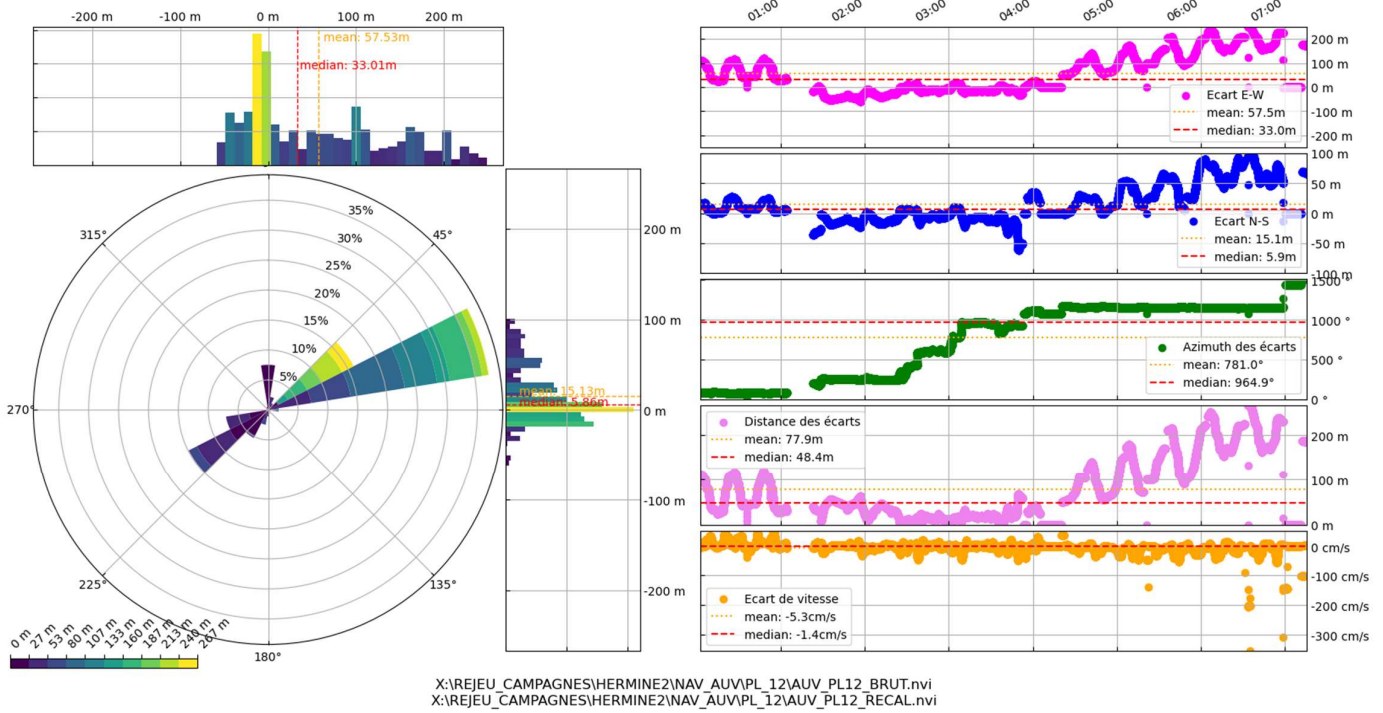 -200 m
-100 m
0 m
100 m
200 m
mean: 57.53m
median: 33.01m
200 m
100 m
mean: 15.13m
median: 5.86m
0 m
-100 m
-200 m
35%
30%
25%
20%
15%
10%
5%
315°
45°
270°
225°
135°
180°
0 m
27 m
53 m
80 m
107 m
133 m
160 m
187 m
213 m
240 m
267 m
01:00
02:00
03:00
04:00
05:00
06:00
07:00
200 m
100 m
0 m
-100 m
-200 m
Ecart E-W
mean: 57.5m
median: 33.0m
100 m
50 m
0 m
-50 m
-100 m
Ecart N-S
mean: 15.1m
median: 5.9m
1500 °
1000 °
500 °
0 °
Azimuth des écarts
mean: 781.0°
median: 964.9°
200 m
100 m
0 m
Distance des écarts
mean: 77.9m
median: 48.4m
0 cm/s
-100 cm/s
-200 cm/s
-300 cm/s
Ecart de vitesse
mean: -5.3cm/s
median: -1.4cm/s
X:\REJEU_CAMPAGNES\HERMINE2\NAV_AUV\PL_12\AUV_PL12_BRUT.nvi
X:\REJEU_CAMPAGNES\HERMINE2\NAV_AUV\PL_12\AUV_PL12_RECAL.nvi